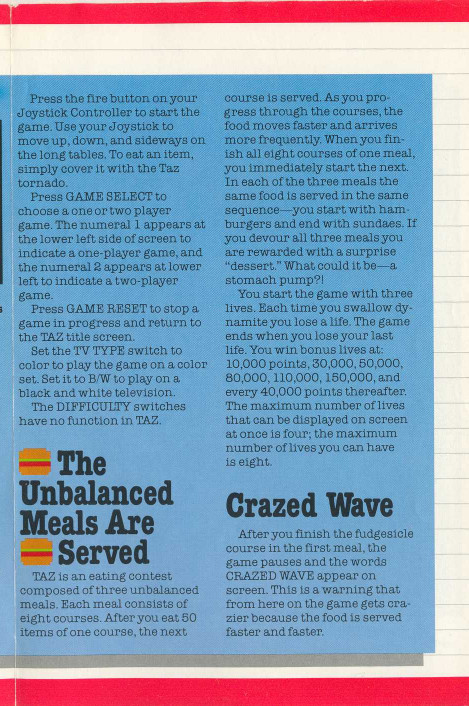 Press the fire button on your
Joystick Controller to start the
game. Use your Joystick to
move up, down, and sideways on
the long tables. To eat an item,
simply cover it with the Taz
tornado.
Press GAME SELECT to
choose a one or two player
game. The numeral 1 appears at
the lower left side of screen to
indicate a one-player game, and
the numeral 2 appears at lower
left to indicate a two-player
game.
Press GAME RESET to stop a
game in progress and return to
the TAZ title screen.
Set the TV TYPE switch to
color to play the game on a color
set. Set it to B/W to play on a
black and white television.
The DIFFICULTY switches
have no function in TAZ.
The
Unbalanced
Meals Are
Served
TAZ is an eating contest
composed of three unbalanced
meals. Each meal consists of
eight courses. After you eat 50
items of one course, the next
course is served. As you pro-
gress through the courses, the
food moves faster and arrives
more frequently. When you fin-
ish all eight courses of one meal,
you immediately start the next.
In each of the three meals the
same food is served in the same
sequence—you start with ham-
burgers and end with sundaes. If
you devour all three meals you
are rewarded with a surprise
"dessert." What could it be—a
stomach pump?!
You start the game with three
lives. Each time you swallow dy-
namite you lose a life. The game
ends when you lose your last
life. You win bonus lives at:
10,000 points, 30,000, 50,000,
80,000, 110,000, 150,000, and
every 40,000 points thereafter.
The maximum number of lives
that can be displayed on screen
at once is four; the maximum
number of lives you can have
is eight.
Crazed Wave
After you finish the fudgesicle
course in the first meal, the
game pauses and the words
CRAZED WAVE appear on
screen. This is a warning that
from here on the game gets cra-
zier because the food is served
faster and faster.